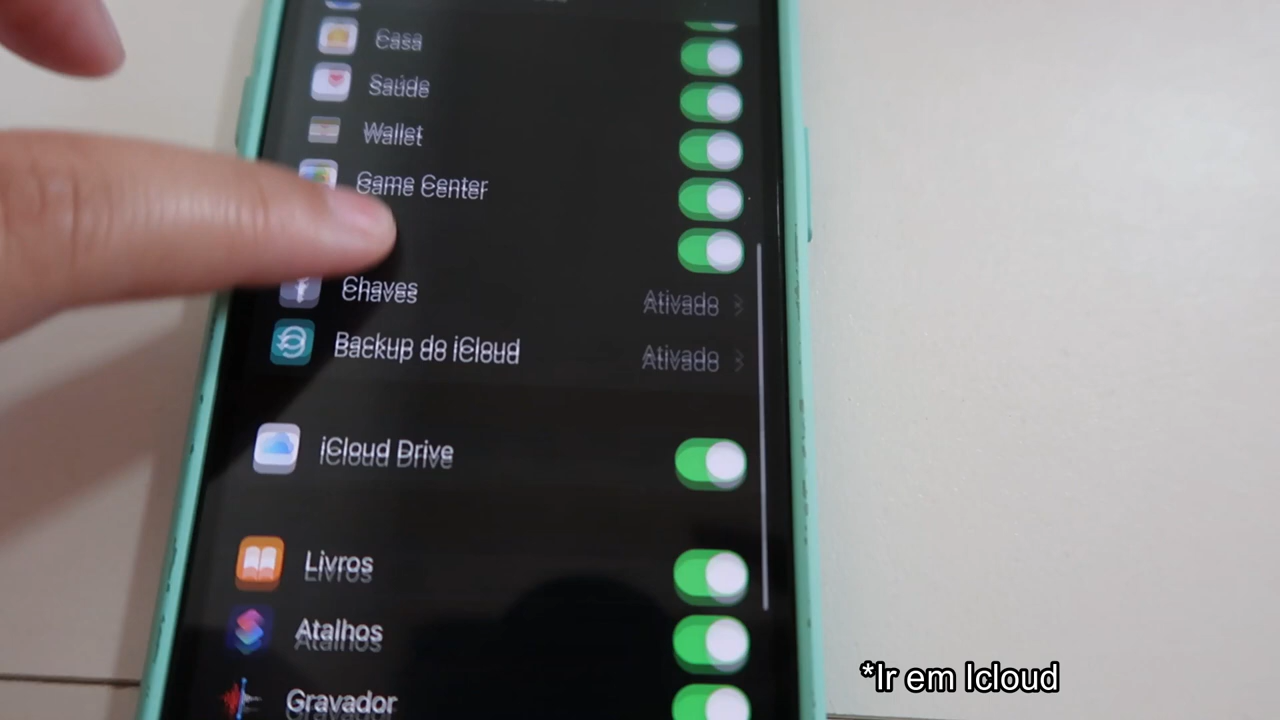 Casa
Saúde
Wallet
Game Center
Chaves Ativado
Backup do iCloud Ativado
iCloud Drive
Livros
Atalhos
Gravador
*Ir em Icloud